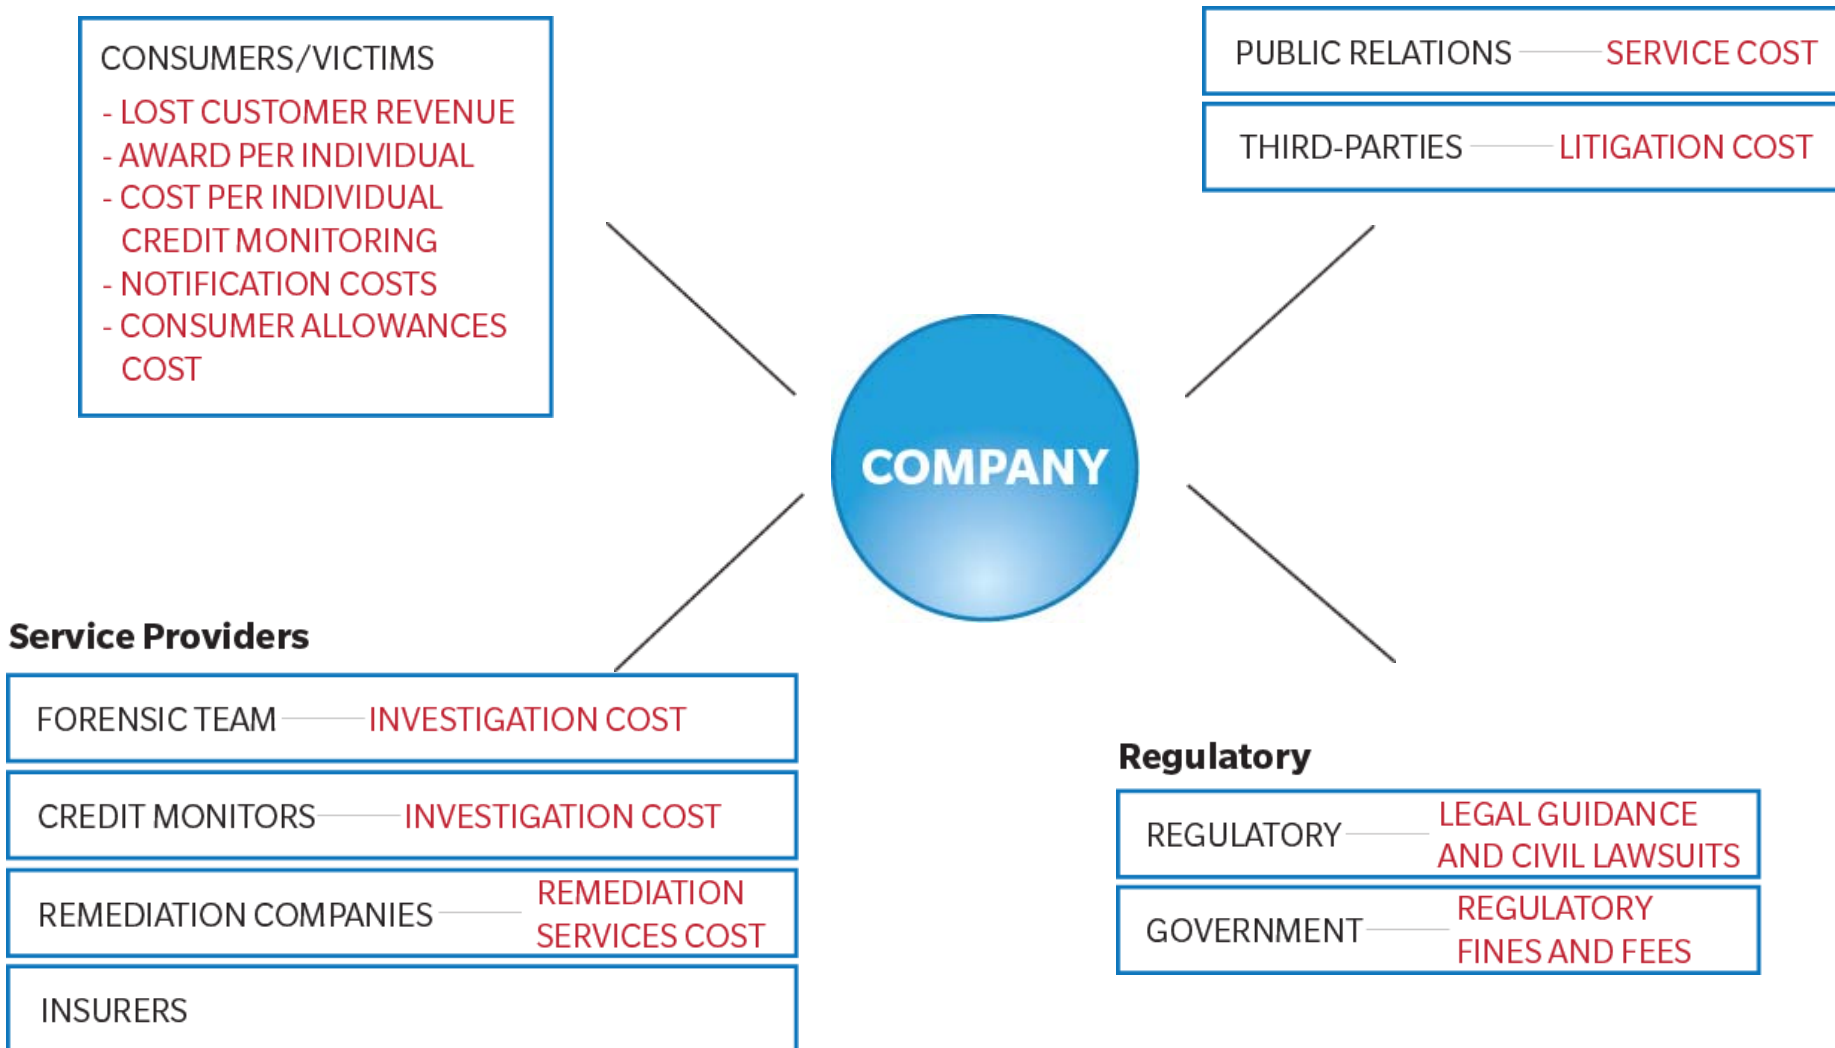 CONSUMERS/VICTIMS
- LOST CUSTOMER REVENUE
- AWARD PER INDIVIDUAL
- COST PER INDIVIDUAL
CREDIT MONITORING
- NOTIFICATION COSTS
- CONSUMER ALLOWANCES
COST
PUBLIC RELATIONS SERVICE COST
THIRD-PARTIES LITIGATION COST
COMPANY
Service Providers
FORENSIC TEAM INVESTIGATION COST
CREDIT MONITORS INVESTIGATION COST
REMEDIATION COMPANIES REMEDIATION
SERVICES COST
INSURERS
Regulatory
REGULATORY LEGAL GUIDANCE
AND CIVIL LAWSUITS
GOVERNMENT REGULATORY
FINES AND FEES